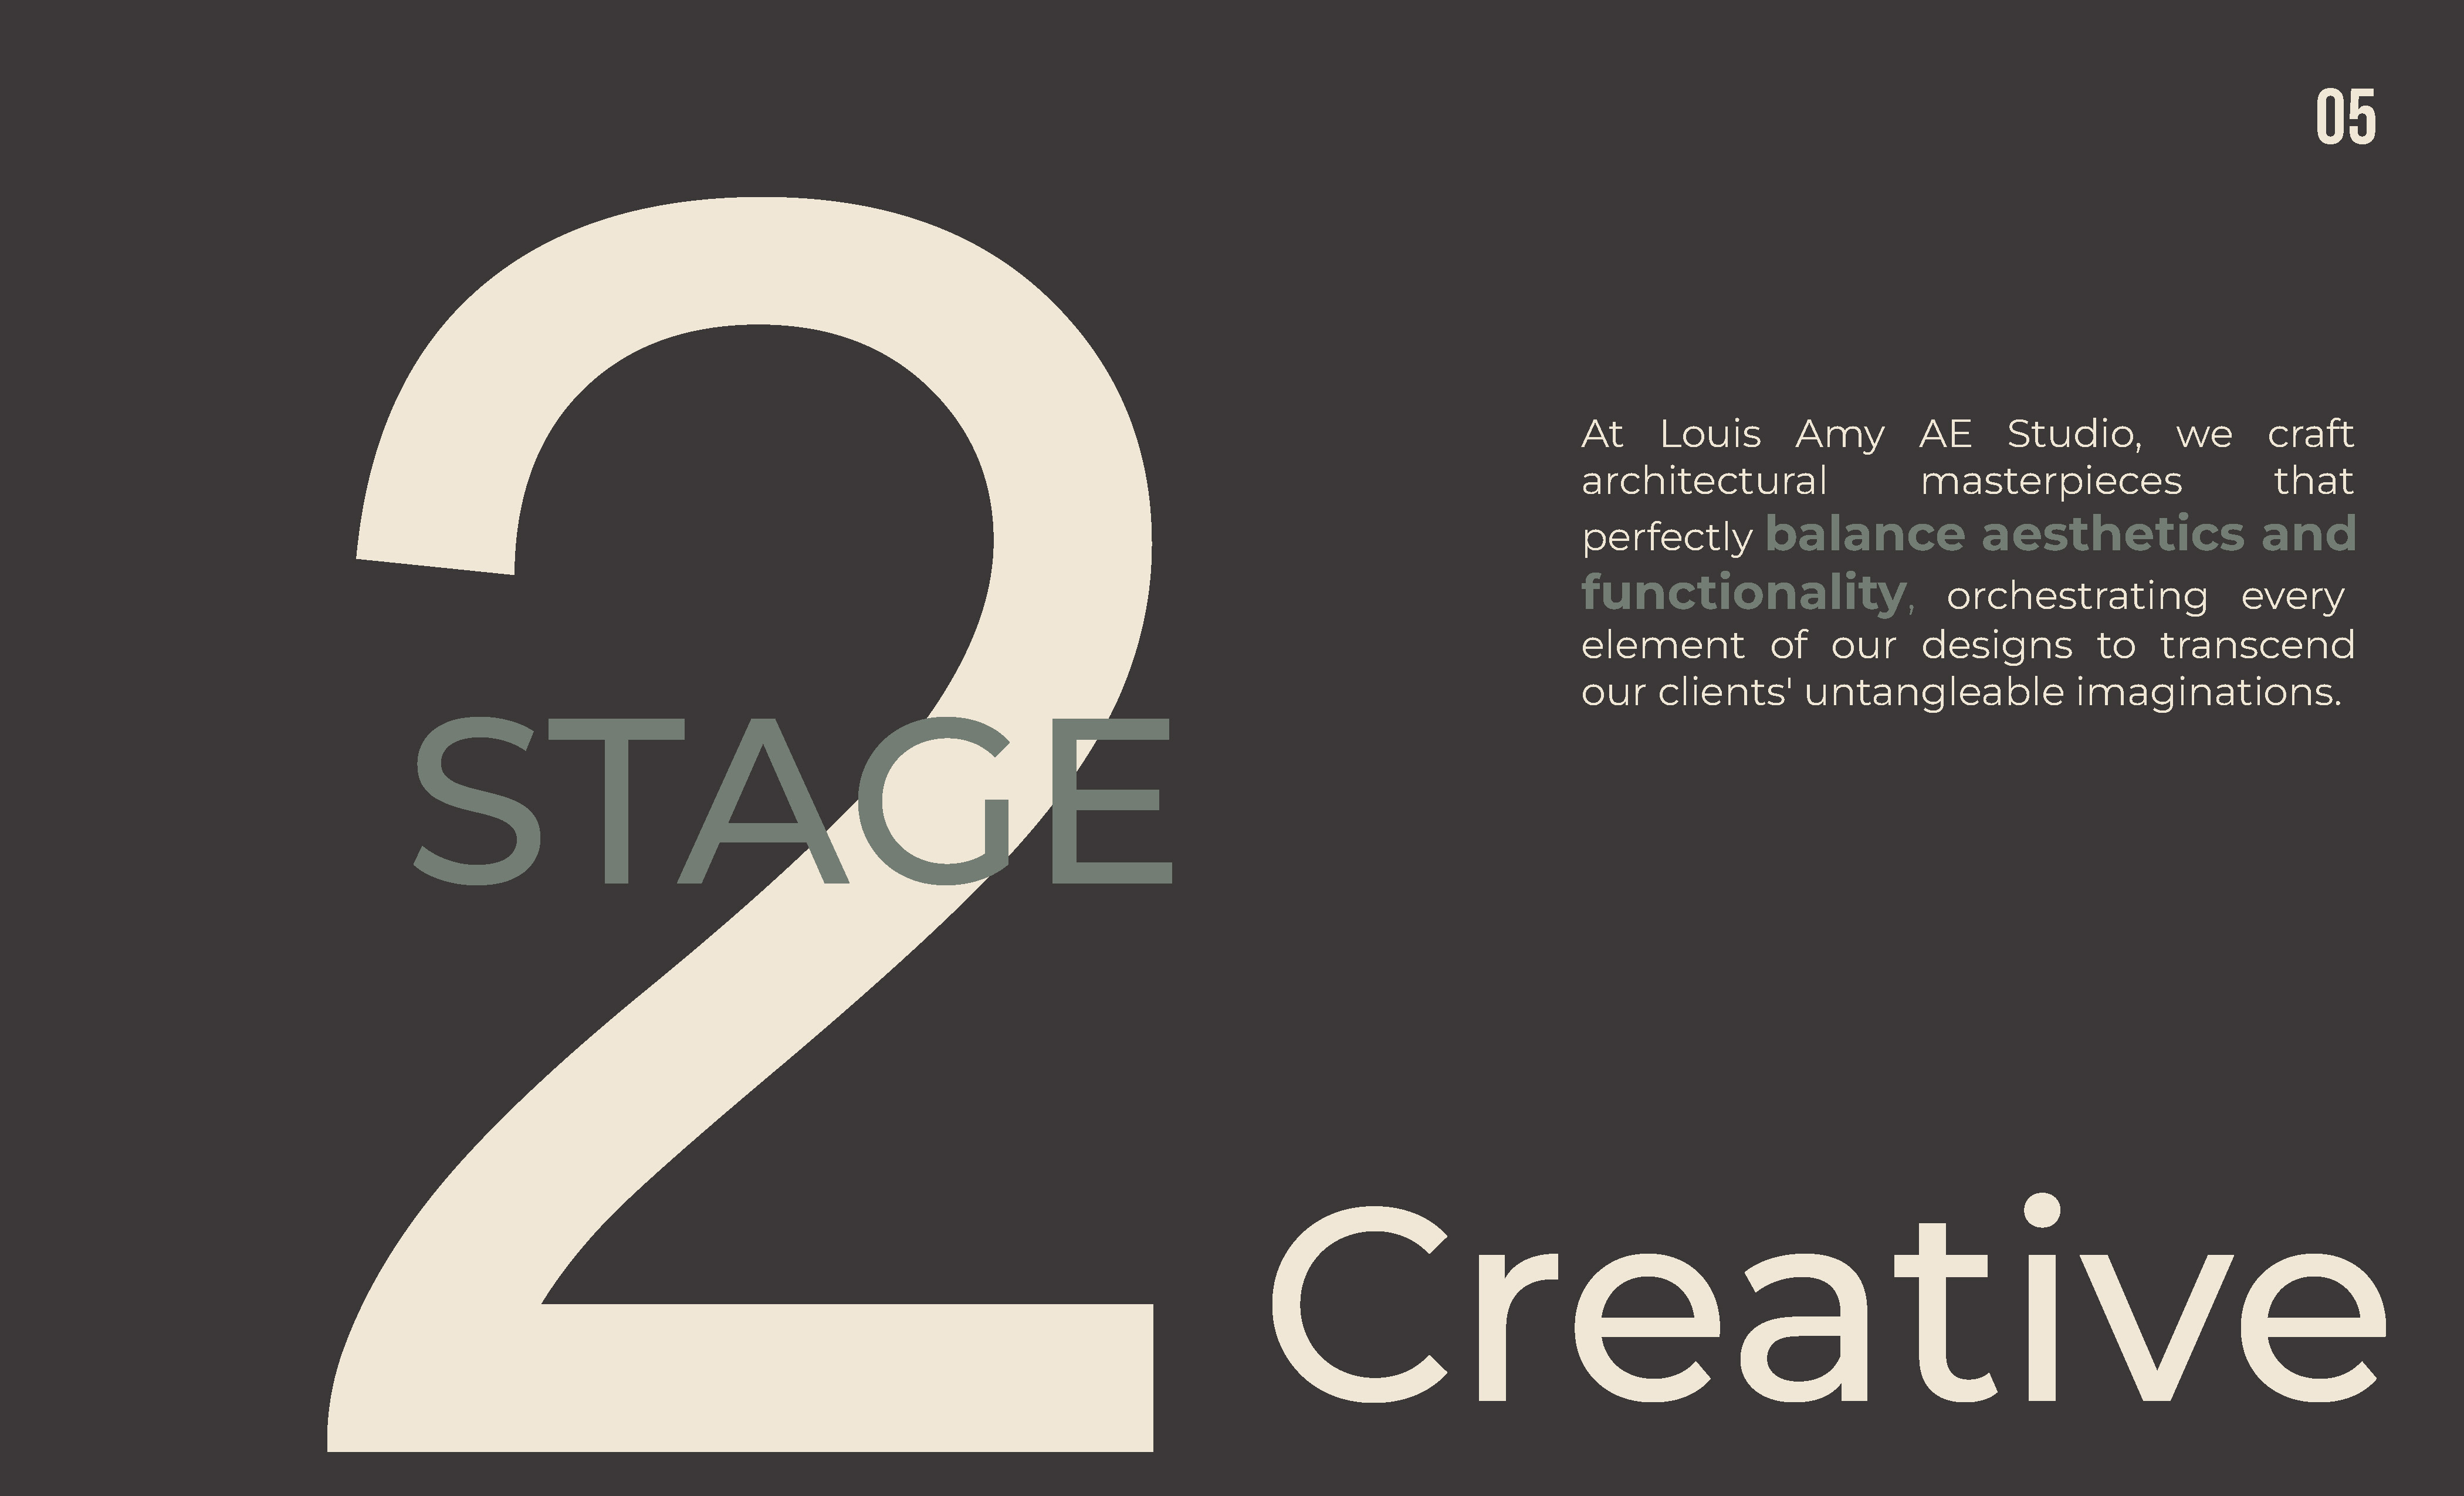 05
2
STAGE
At Louis Amy AE Studio, we craft
architectural masterpieces that
perfectly balance aesthetics and
functionality, orchestrating every
element of our designs to transcend
our clients' untangleable imaginations.
Creative